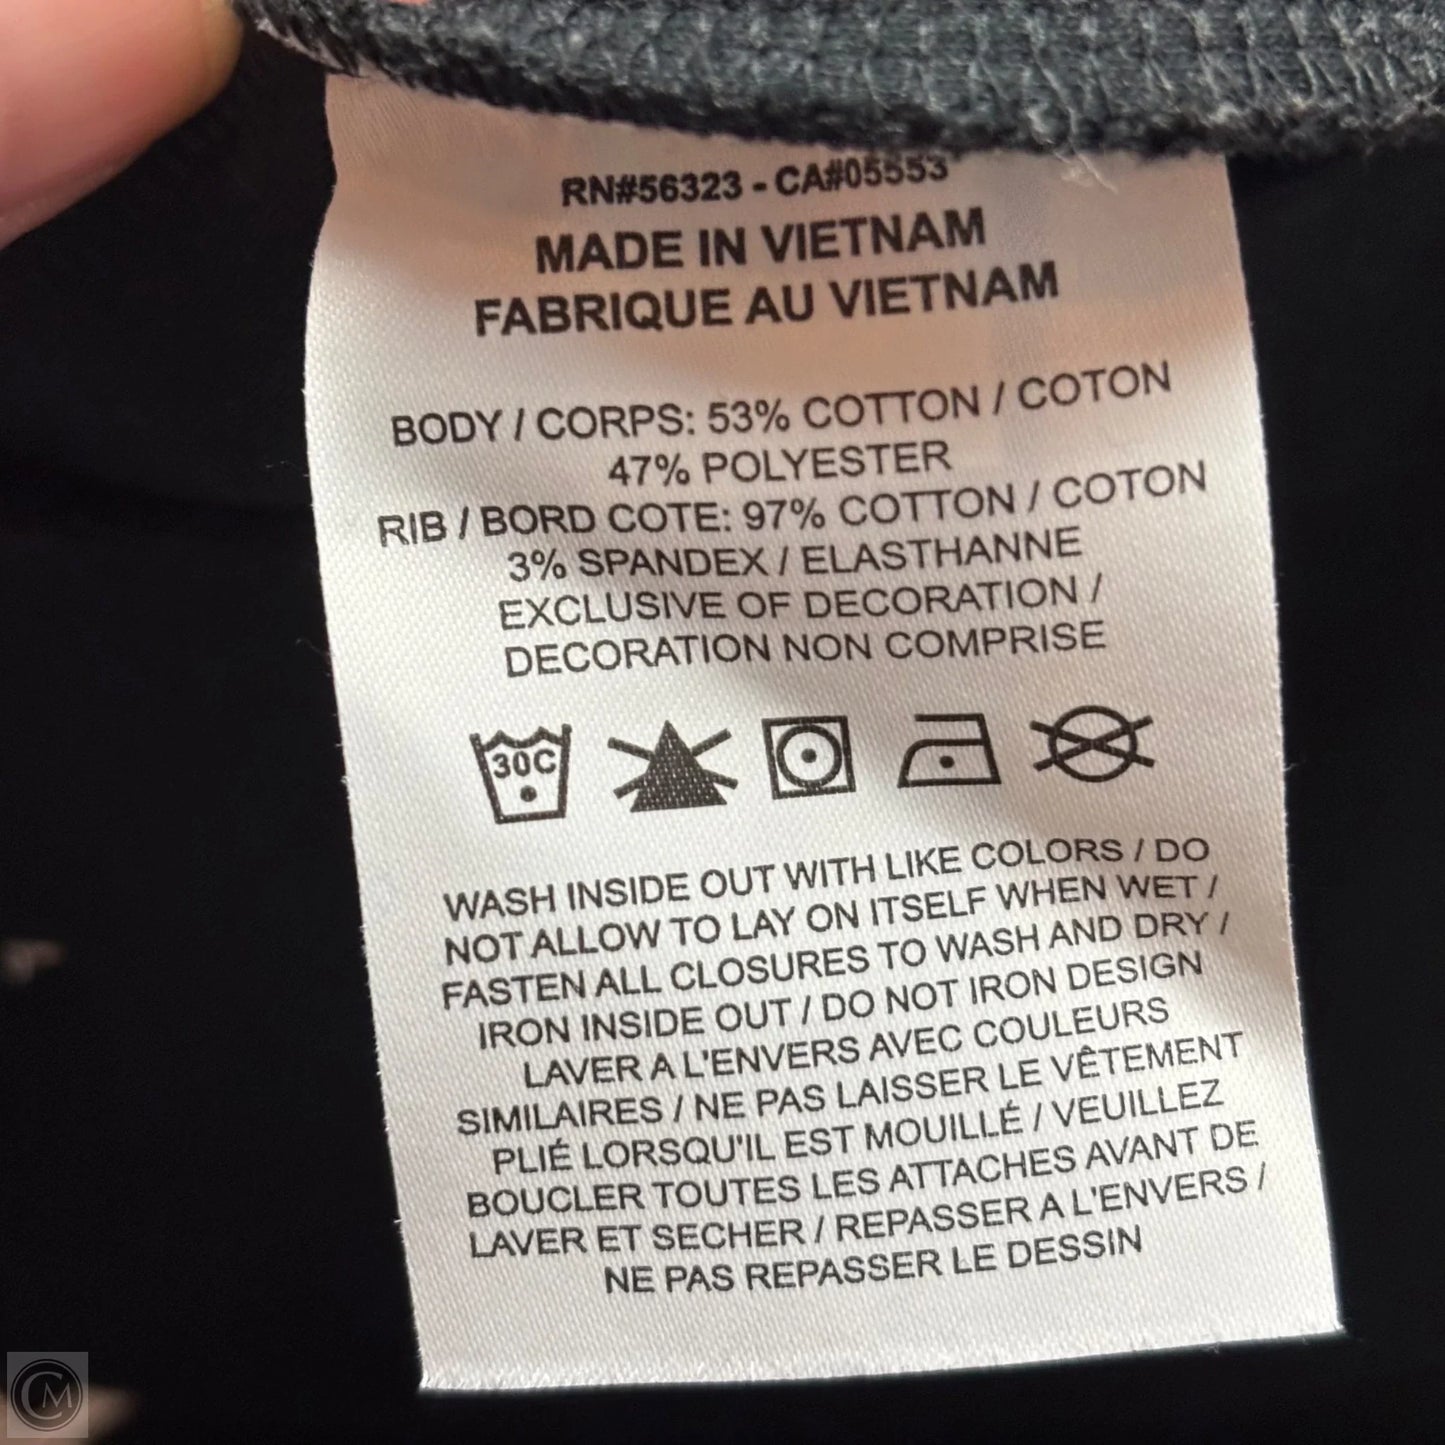 RN#56323 - CA#05553
MADE IN VIETNAM
FABRIQUE AU VIETNAM
BODY / CORPS: 53% COTTON / COTON
47% POLYESTER
RIB / BORD COTE: 97% COTTON / COTON
3% SPANDEX / ELASTHANNE
EXCLUSIVE OF DECORATION /
DECORATION NON COMPRISE
30C
WASH INSIDE OUT WITH LIKE COLORS / DO
NOT ALLOW TO LAY ON ITSELF WHEN WET /
FASTEN ALL CLOSURES TO WASH AND DRY /
IRON INSIDE OUT / DO NOT IRON DESIGN
LAVER A L'ENVERS AVEC COULEURS
SIMILAIRES / NE PAS LAISSER LE VÊTEMENT
PLIÉ LORSQU'IL EST MOUILLÉ / VEUILLEZ
BOUCLER TOUTES LES ATTACHES AVANT DE
LAVER ET SECHER / REPASSER A L'ENVERS /
NE PAS REPASSER LE DESSIN
CM